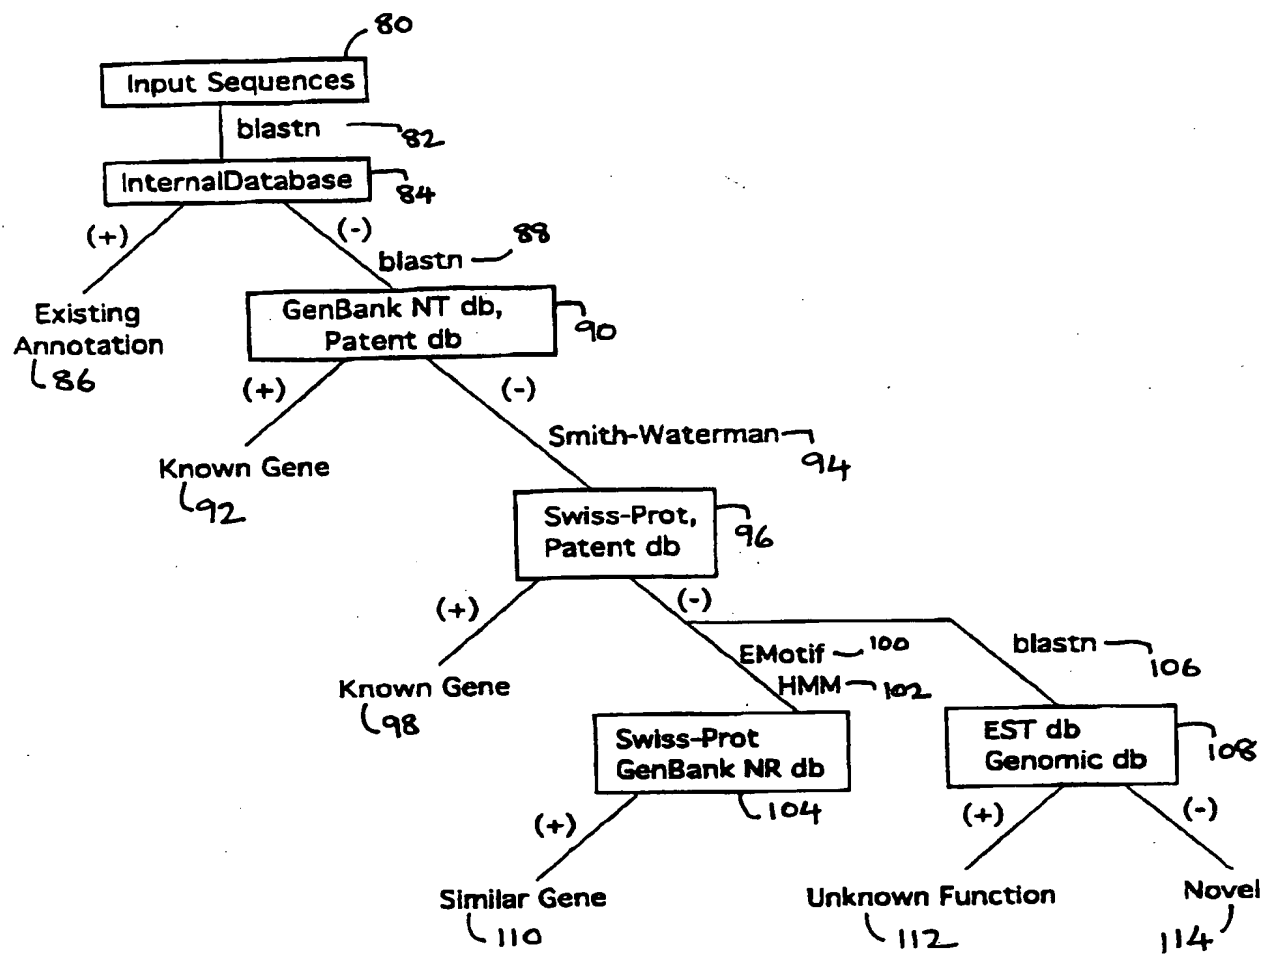 80
Input Sequences
blastn
82
InternalDatabase
84
(+)
(-)
88
blastn
Existing
Annotation
86
GenBank NT db,
Patent db
90
(+)
(-)
Smith-Waterman
94
Known Gene
92
Swiss-Prot,
Patent db
96
(+)
(-)
EMotif
100
HMM
102
blastn
106
Known Gene
98
Swiss-Prot
GenBank NR db
104
EST db
Genomic db
108
(+)
(+)
(-)
Similar Gene
110
Unknown Function
112
Novel
114